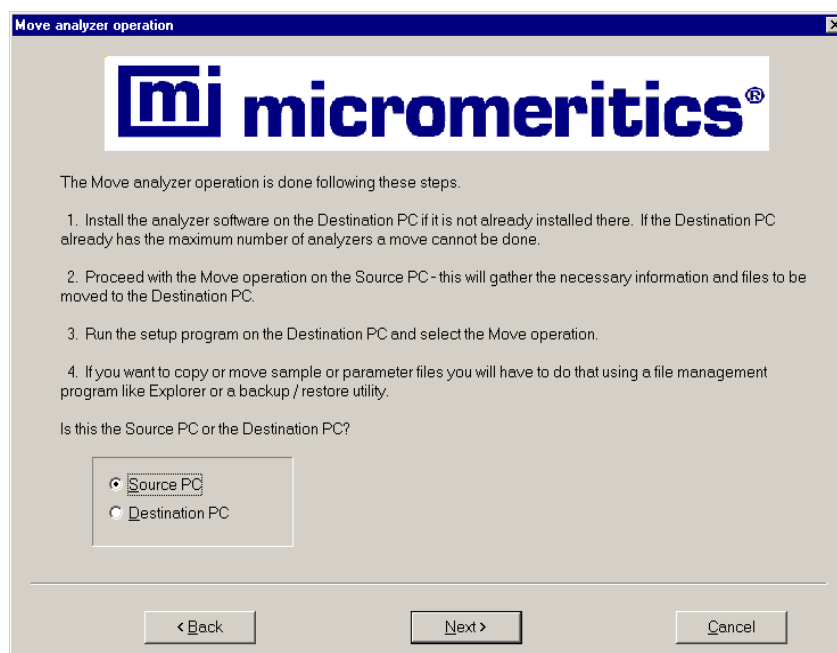 Move analyzer operation
mi micromeritics®
The Move analyzer operation is done following these steps.
1. Install the analyzer software on the Destination PC if it is not already installed there. If the Destination PC
already has the maximum number of analyzers a move cannot be done.
2. Proceed with the Move operation on the Source PC - this will gather the necessary information and files to be
moved to the Destination PC.
3. Run the setup program on the Destination PC and select the Move operation.
4. If you want to copy or move sample or parameter files you will have to do that using a file management
program like Explorer or a backup / restore utility.
Is this the Source PC or the Destination PC?
Source PC
Destination PC
< Back Next > Cancel